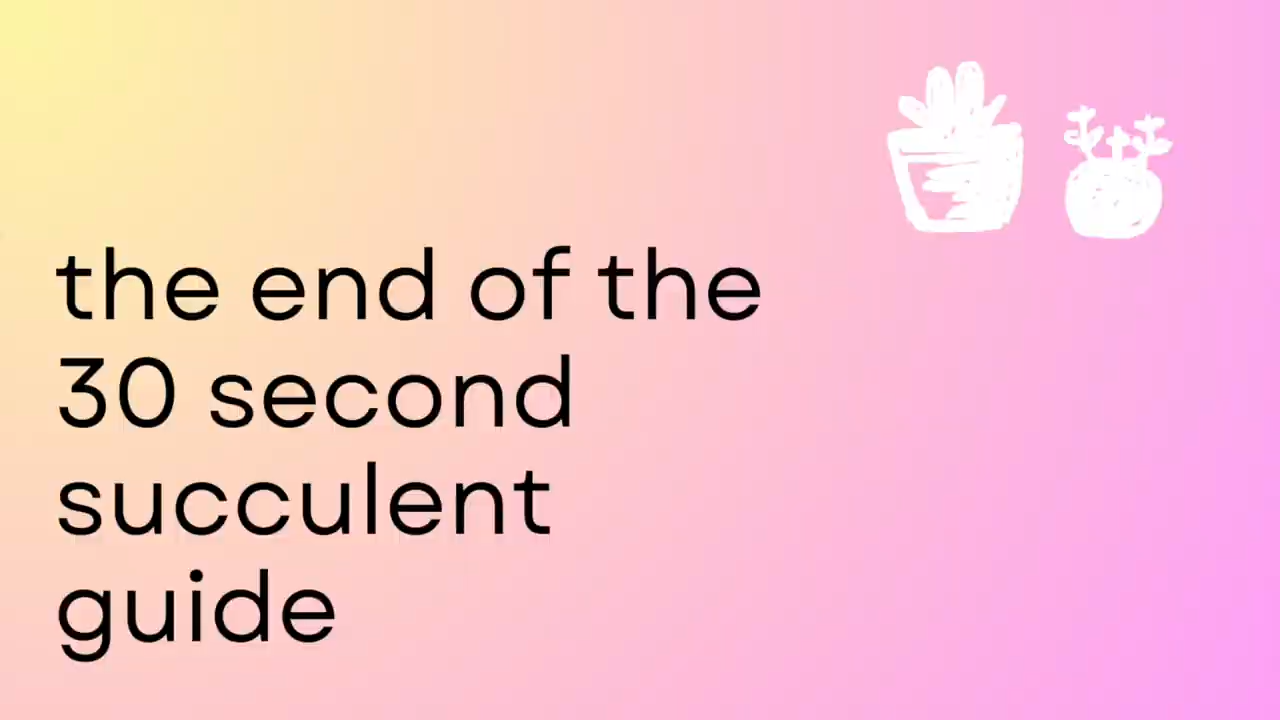 the end of the
30 second
succulent
guide